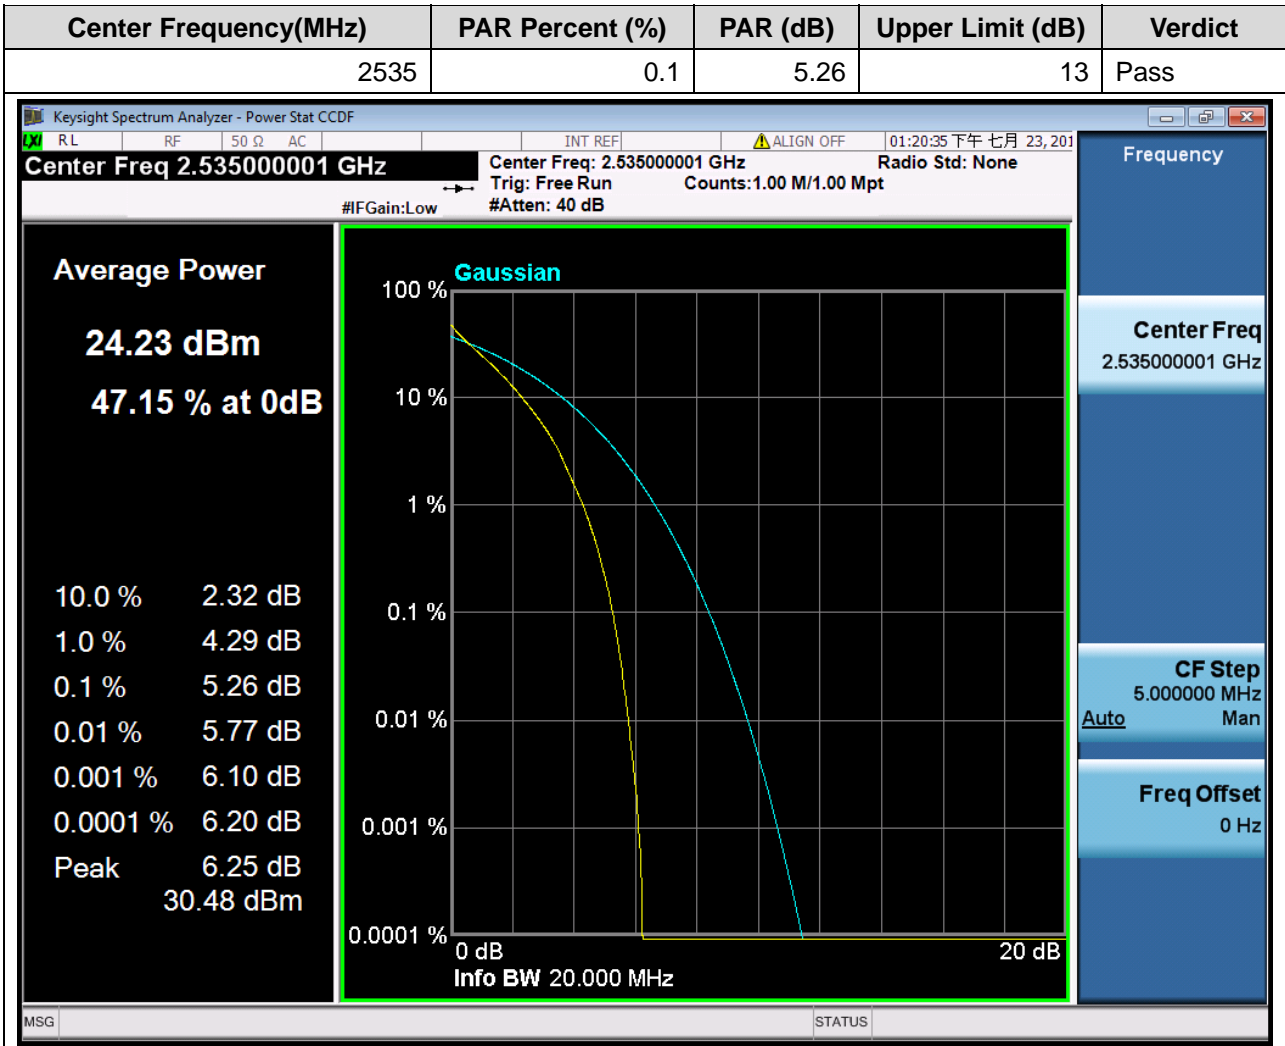 Center Frequency(MHz) PAR Percent (%) PAR (dB) Upper Limit (dB) Verdict
2535 0.1 5.26 13 Pass
Keysight Spectrum Analyzer - Power Stat CCDF
LXI RL RF 50 Ω AC INT REF ALIGN OFF 01:20:35 下午 七月 23, 201
Center Freq 2.535000001 GHz
Center Freq: 2.535000001 GHz Radio Std: None
Trig: Free Run Counts:1.00 M/1.00 Mpt
#IFGain:Low #Atten: 40 dB
Frequency
Average Power
24.23 dBm
47.15 % at 0dB
10.0 % 2.32 dB
1.0 % 4.29 dB
0.1 % 5.26 dB
0.01 % 5.77 dB
0.001 % 6.10 dB
0.0001 % 6.20 dB
Peak 6.25 dB
30.48 dBm
Gaussian
100 %
10 %
1 %
0.1 %
0.01 %
0.001 %
0.0001 %
0 dB 20 dB
Info BW 20.000 MHz
Center Freq
2.535000001 GHz
CF Step
5.000000 MHz
Auto Man
Freq Offset
0 Hz
MSG STATUS